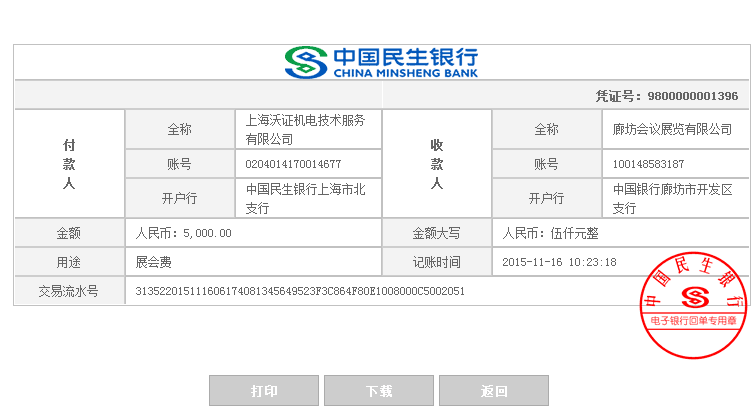 中国民生银行
CHINA MINSHENG BANK
凭证号：9800000001396
付款人
全称
上海沃证机电技术服务
有限公司
账号
0204014170014677
开户行
中国民生银行上海市北
支行
收款人
全称
廊坊会议展览有限公司
账号
100148583187
开户行
中国银行廊坊市开发区
支行
金额
人民币：5,000.00
金额大写
人民币：伍仟元整
用途
展会费
记账时间
2015-11-16 10:23:18
交易流水号
31352201511160617408134564​9523F3C864F80E1008000C5002051
中国民生银行
电子银行回单专用章
打印
下载
返回